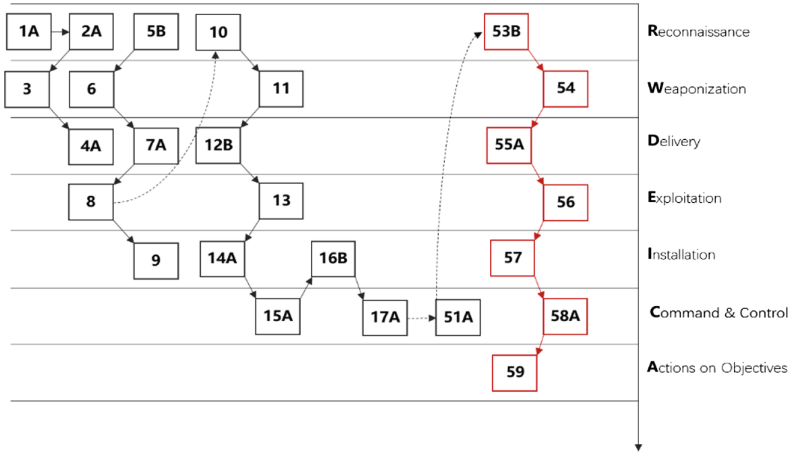 1A 2A 5B 10 53B Reconnaissance
3 6 11 54 Weaponization
4A 7A 12B 55A Delivery
8 13 56 Exploitation
9 14A 16B 57 Installation
15A 17A 51A 58A Command & Control
59 Actions on Objectives